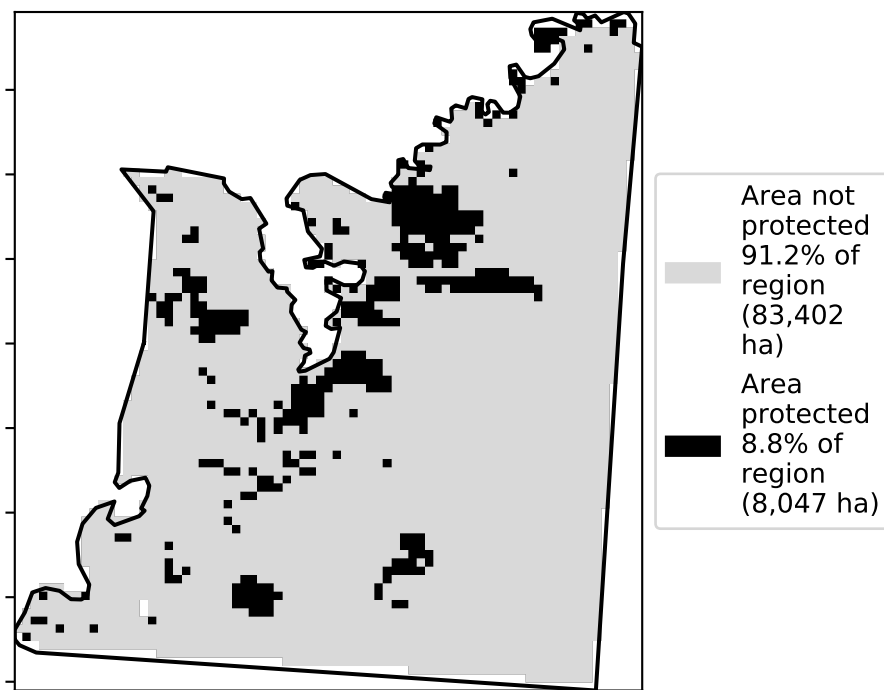 Area not
protected
91.2% of
region
(83,402
ha)
Area
protected
8.8% of
region
(8,047 ha)